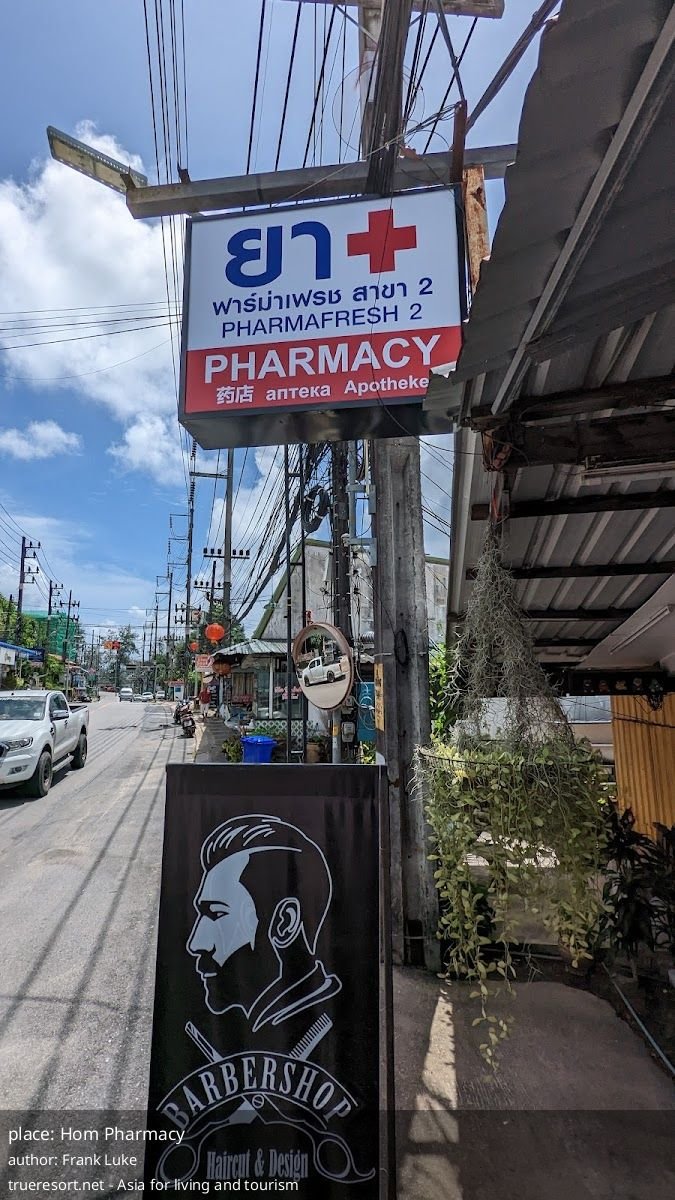 ยา
ฟาร์ม่าเฟรช สาขา 2
PHARMAFRESH 2
PHARMACY
药店 аптека Apotheke
BARBERSHOP
Haircut & Design
place: Hom Pharmacy
author: Frank Luke
trueresort.net - Asia for living and tourism